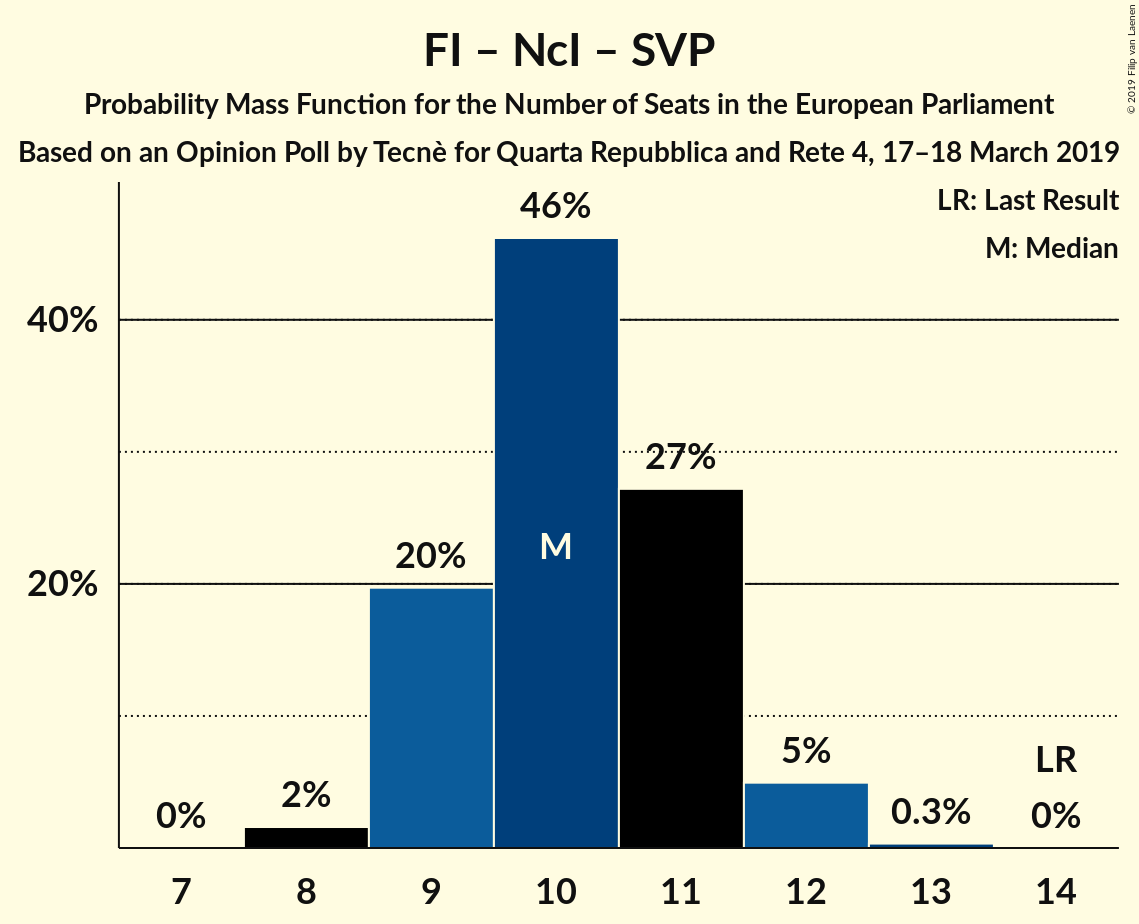 FI – NcI – SVP
Probability Mass Function for the Number of Seats in the European Parliament
Based on an Opinion Poll by Tecnè for Quarta Repubblica and Rete 4, 17–18 March 2019
© 2019 Filip van Laenen
LR: Last Result
M: Median
46%
40%
27%
M
20%
20%
5%
LR
2%
0.3%
0%
0%
7 8 9 10 11 12 13 14